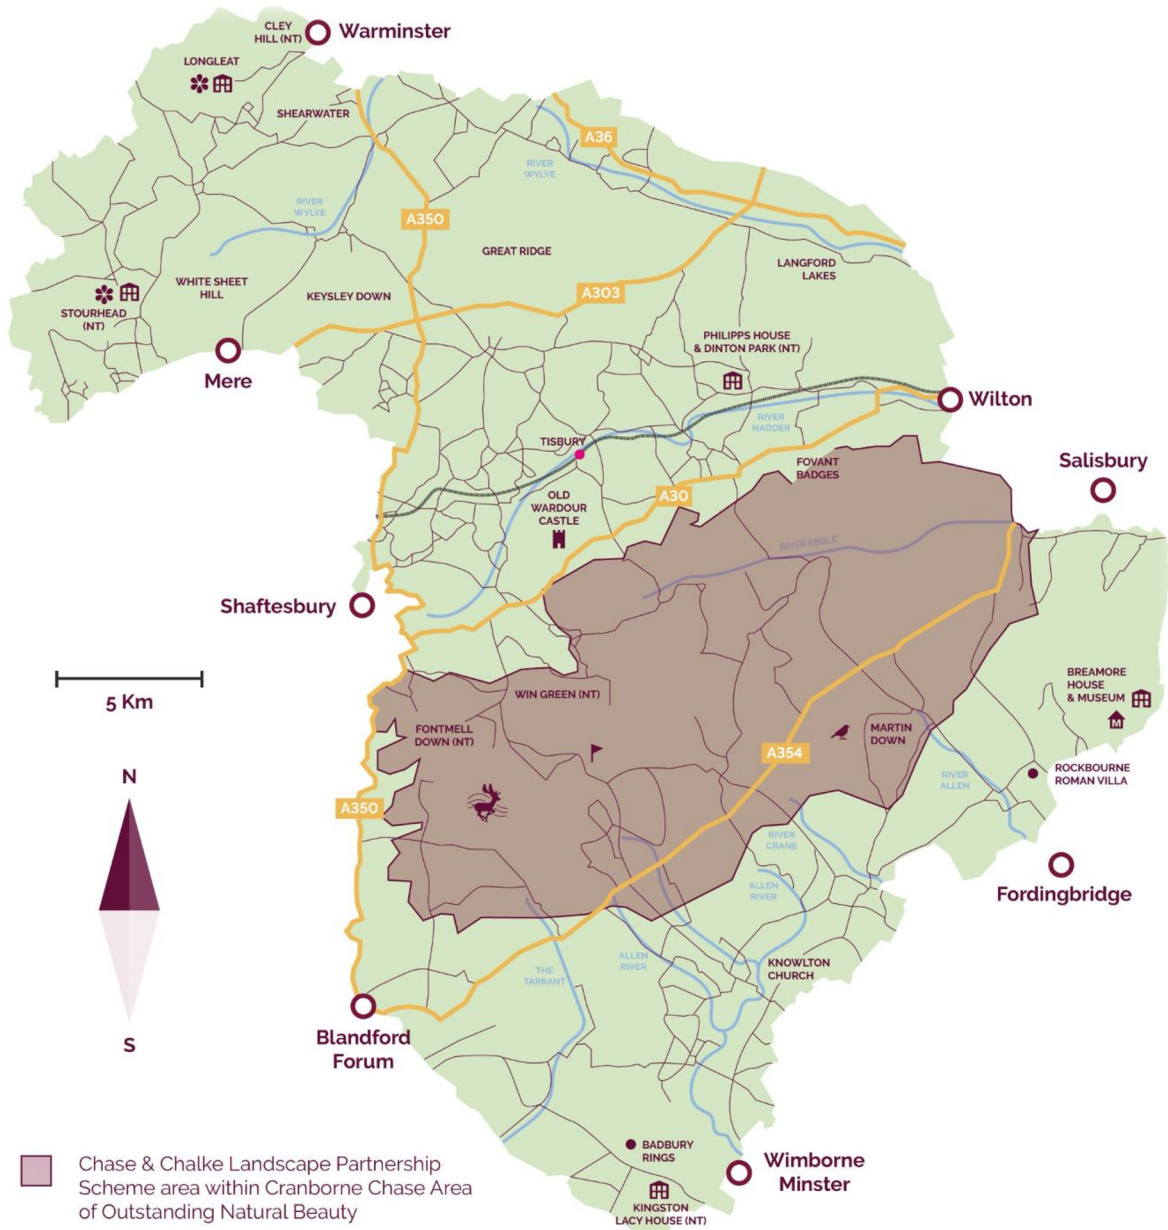 CLEY
HILL (NT)
Warminster
LONGLEAT
SHEARWATER
A36
RIVER
WYLYE
RIVER
WYLYE
A350
GREAT RIDGE
LANGFORD
LAKES
WHITE SHEET
HILL
KEYSLEY DOWN
A303
STOURHEAD
(NT)
PHILIPPS HOUSE
& DINTON PARK (NT)
Mere
Wilton
RIVER
NADDER
TISBURY
FOVANT
BADGES
Salisbury
OLD
WARDOUR
CASTLE
A30
RIVER EBBLE
Shaftesbury
5 Km
WIN GREEN (NT)
BREAMORE
HOUSE
& MUSEUM
M
FONTMELL
DOWN (NT)
MARTIN
DOWN
A354
ROCKBOURNE
ROMAN VILLA
RIVER
ALLEN
N
A350
RIVER
CRANE
Fordingbridge
ALLEN
RIVER
ALLEN
RIVER
KNOWLTON
CHURCH
THE
TARRANT
S
Blandford
Forum
BADBURY
RINGS
Wimborne
Minster
KINGSTON
LACY HOUSE (NT)
Chase & Chalke Landscape Partnership
Scheme area within Cranborne Chase Area
of Outstanding Natural Beauty